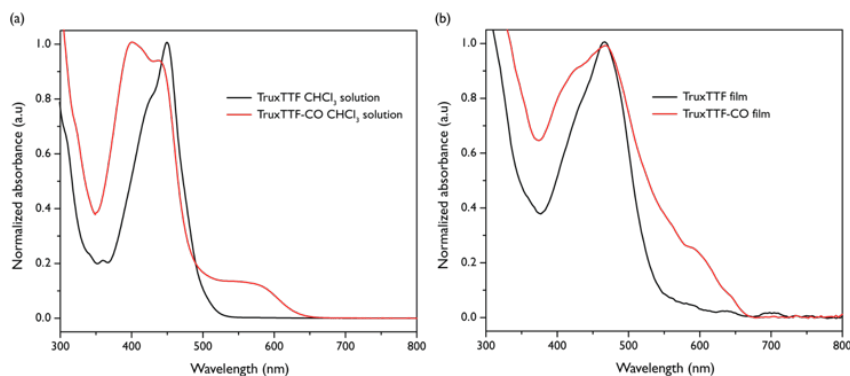 (a)
1.0
0.8
0.6
0.4
0.2
0.0
Normalized absorbance (a.u)
TruxTTF CHCl₃ solution
TruxTTF-CO CHCl₃ solution
300 400 500 600 700 800
Wavelength (nm)
(b)
1.0
0.8
0.6
0.4
0.2
0.0
Normalized absorbance (a.u)
TruxTTF film
TruxTTF-CO film
300 400 500 600 700 800
Wavelength (nm)